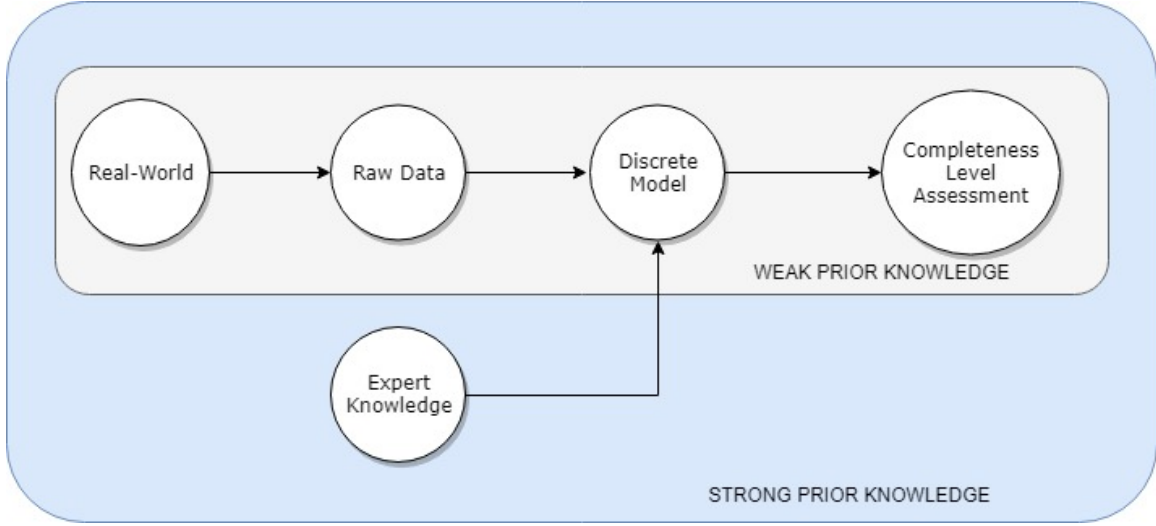 Real-World
Raw Data
Discrete
Model
Completeness
Level
Assessment
WEAK PRIOR KNOWLEDGE
Expert
Knowledge
STRONG PRIOR KNOWLEDGE